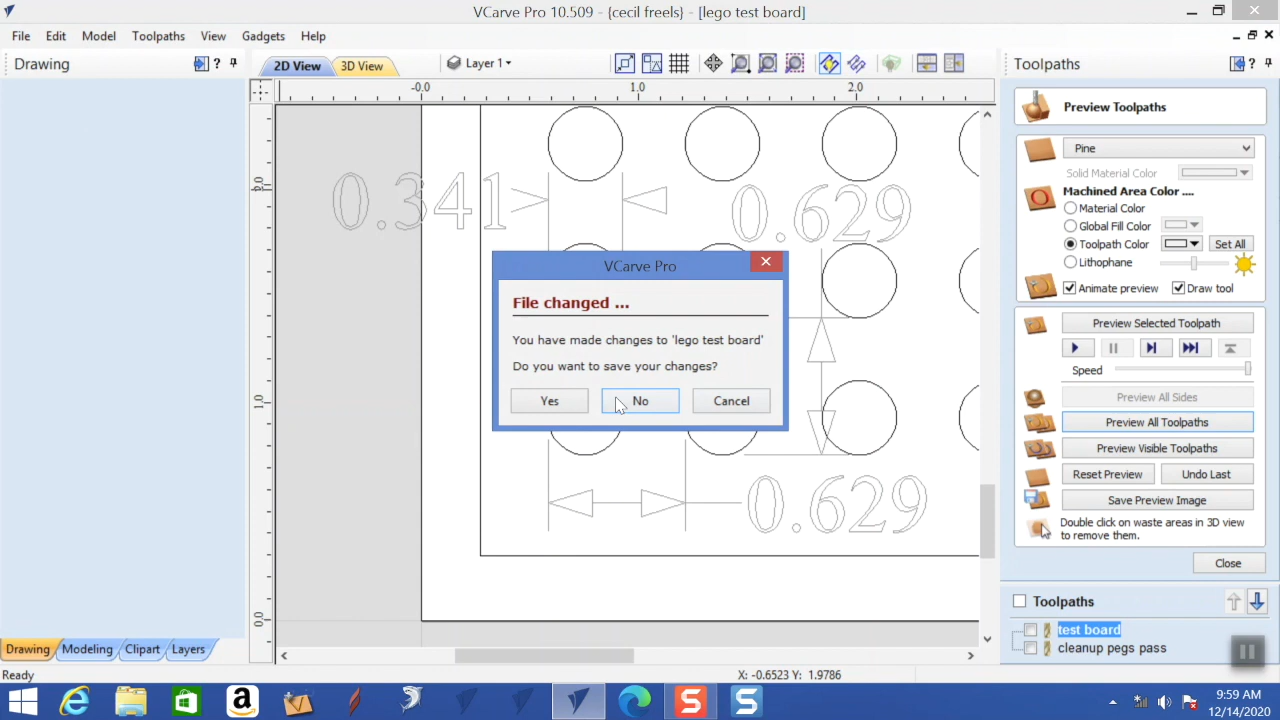 VCarve Pro 10.509 - {cecil freels} - [lego test board]
File Edit Model Toolpaths View Gadgets Help
Drawing ?
2D View 3D View Layer 1
Toolpaths ?
-0.0 1.0 2.0
Preview Toolpaths
Pine
Solid Material Color
Machined Area Color ....
Material Color
Global Fill Color
Toolpath Color Set All
Lithophane
Animate preview Draw tool
Preview Selected Toolpath
Speed
Preview All Sides
Preview All Toolpaths
Preview Visible Toolpaths
Reset Preview Undo Last
Save Preview Image
Double click on waste areas in 3D view
to remove them.
Close
Toolpaths
test board
cleanup pegs pass
2.0
1.0
0.0
0.341
0.629
0.629
VCarve Pro
File changed ...
You have made changes to 'lego test board'
Do you want to save your changes?
Yes No Cancel
Drawing Modeling Clipart Layers
Ready
X: -0.6523 Y: 1.9786
9:59 AM
12/14/2020